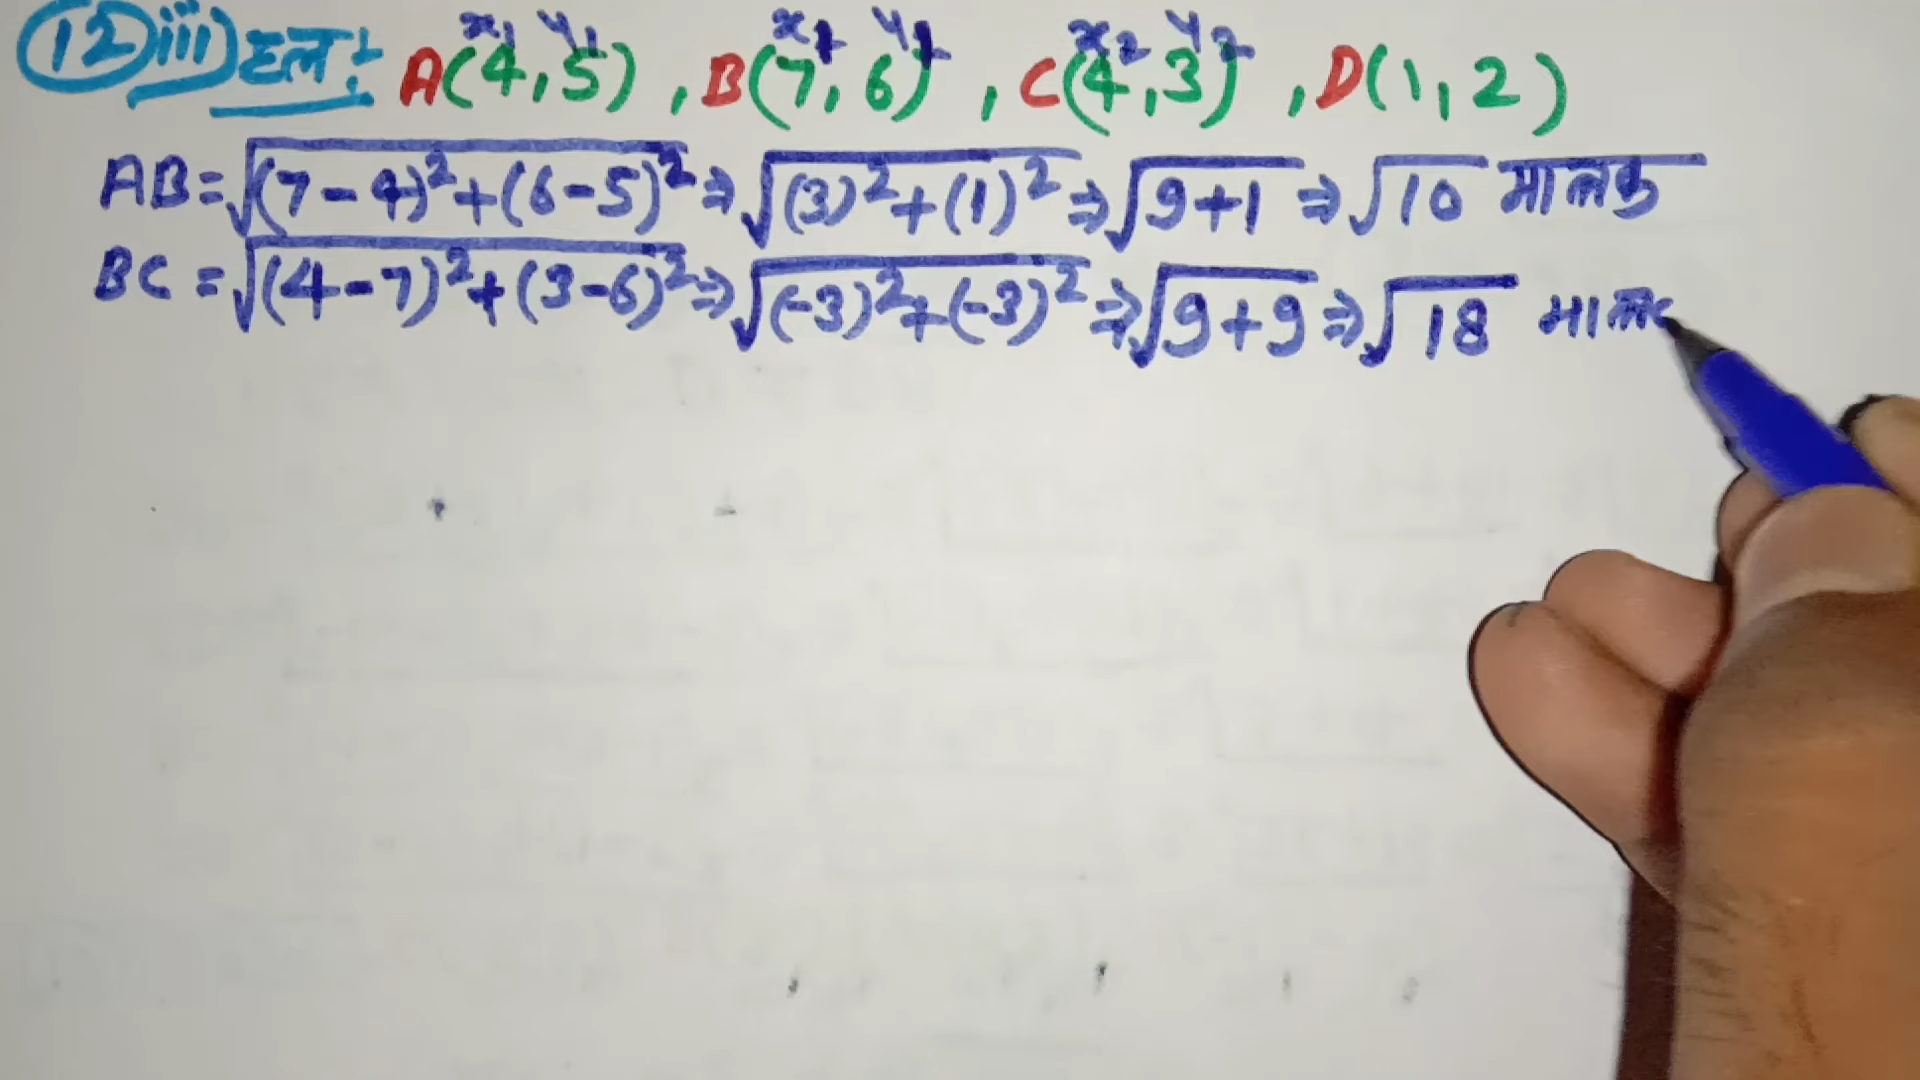 12 iii) हल: A(4,5) , B(7,6) , C(4,3) , D(1,2)
AB=√(7-4)²+(6-5)² ⇒ √(3)²+(1)² ⇒ √9+1 ⇒ √10 मात्रक
BC=√(4-7)²+(3-6)² ⇒ √(-3)²+(-3)² ⇒ √9+9 ⇒ √18